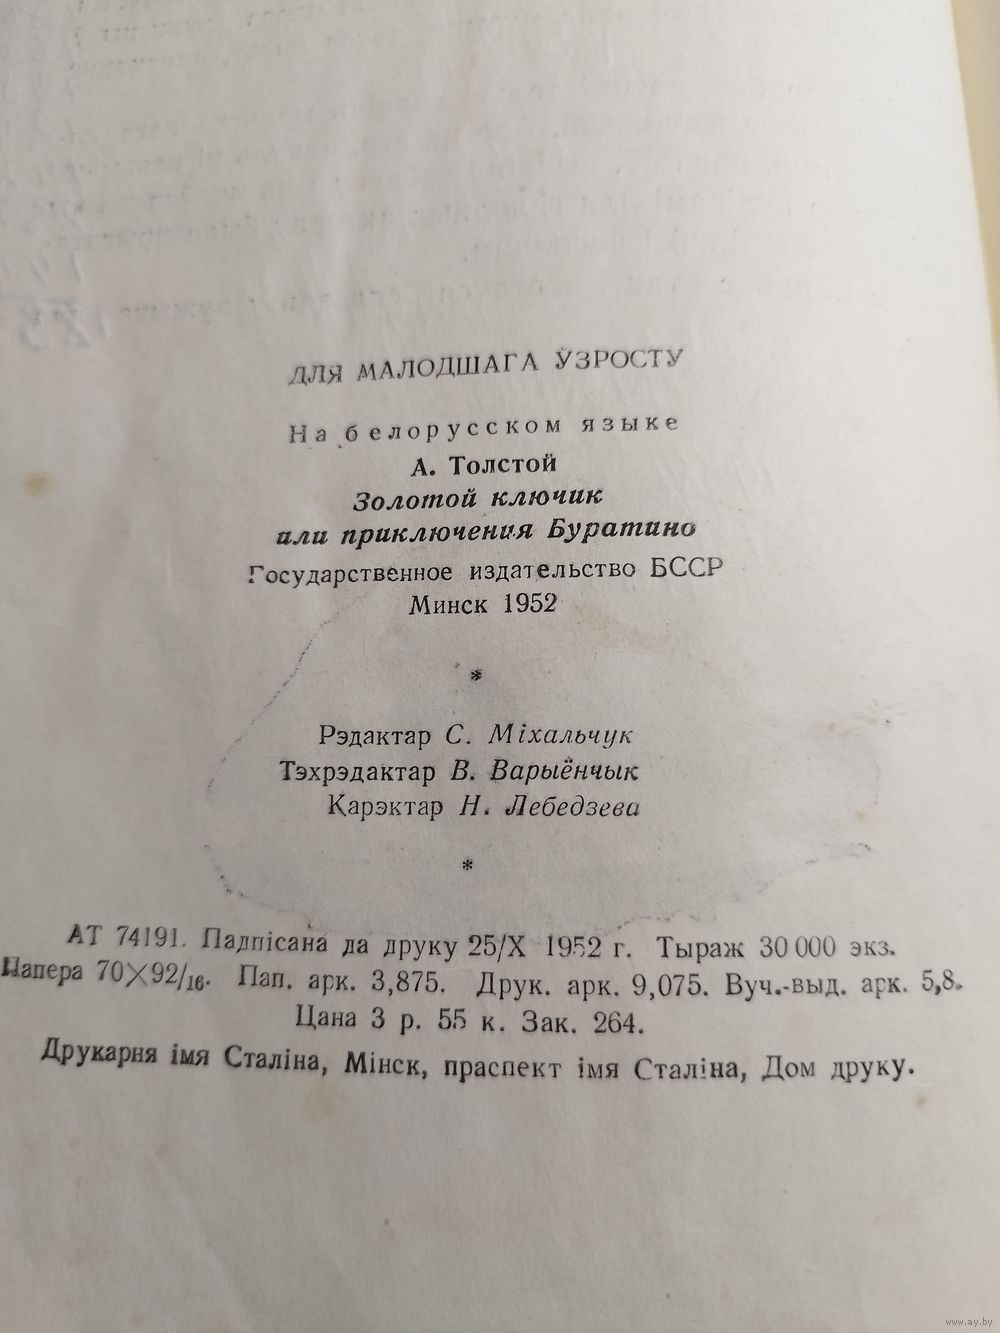 ДЛЯ МАЛОДШАГА ЎЗРОСТУ
На белорусском языке
А. Толстой
Золотой ключик
или приключения Буратино
Государственное издательство БССР
Минск 1952
*
Рэдактар С. Міхальчук
Тэхрэдактар В. Варыёнчык
Карэктар Н. Лебедзева
*
АТ 74191. Падпісана да друку 25/X 1952 г. Тыраж 30 000 экз.
Папера 70×92/16. Пап. арк. 3,875. Друк. арк. 9,075. Вуч.-выд. арк. 5,8.
Цана 3 р. 55 к. Зак. 264.
Друкарня імя Сталіна, Мінск, праспект імя Сталіна, Дом друку.
www.ay.by